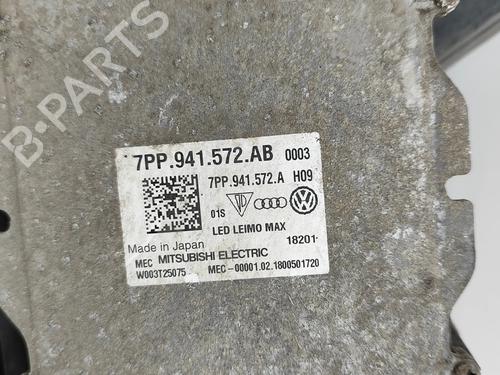 7PP.941.572.AB 0003
7PP.941.572.A H09
01S
LED LEIMO MAX
Made in Japan 18201
MEC MITSUBISHI ELECTRIC
W003T25075 MEC-00001.02.1800501720
B-PARTS